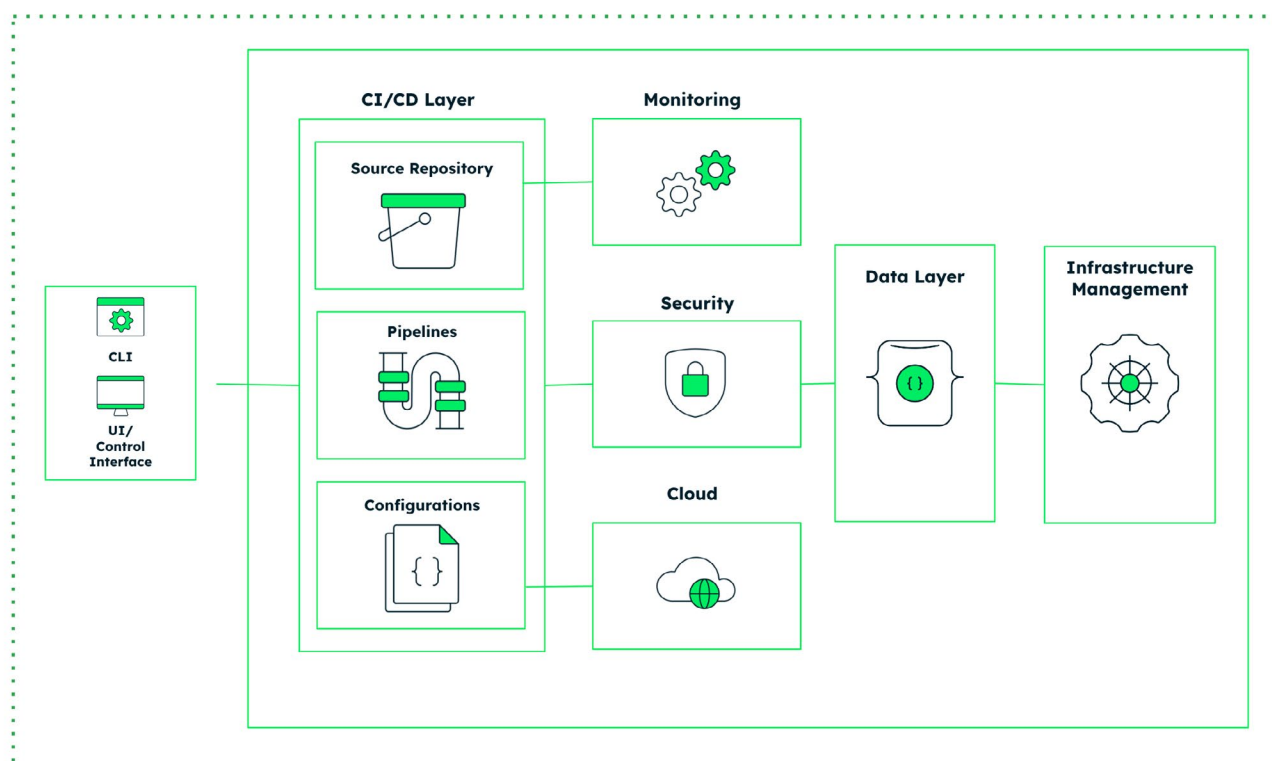 CI/CD Layer
Monitoring
Source Repository
Data Layer
Infrastructure
Management
Security
Pipelines
CLI
UI/
Control
Interface
Configurations
{ }
Cloud
{ }